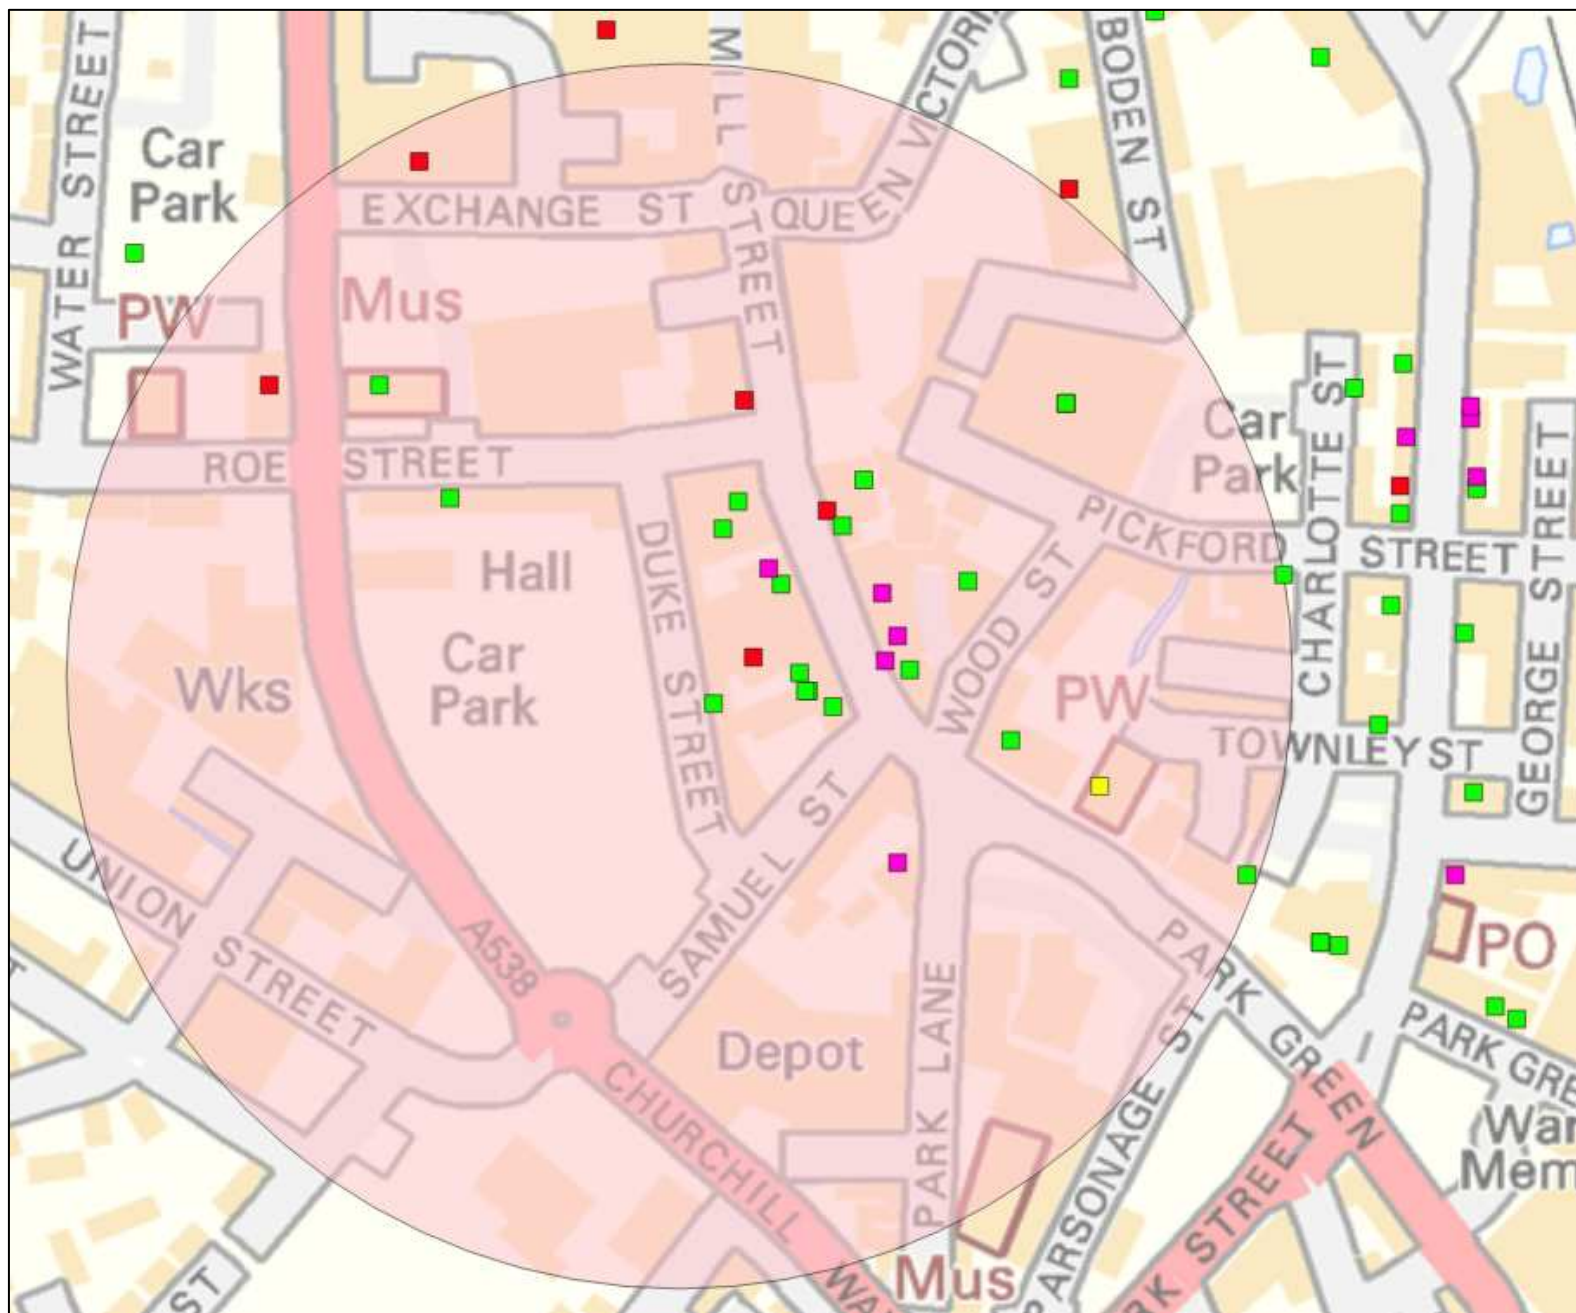 WATER STREET
Car
Park
PW
MILL STREET
EXCHANGE ST
QUEEN VICTORI
BODEN ST
Mus
ROE STREET
DUKE STREET
Hall
Car
Park
Wks
Car
Park
PICKFORD STREET
CHARLOTTE ST
GEORGE STREET
WOOD ST
PW
TOWNLEY ST
SAMUEL ST
UNION STREET
A538
CHURCHILL WA
Depot
PARK LANE
PARK GREEN
PARSONAGE ST
PO
PARK GRE
War
Mem
RK STREET
Mus
ST
T